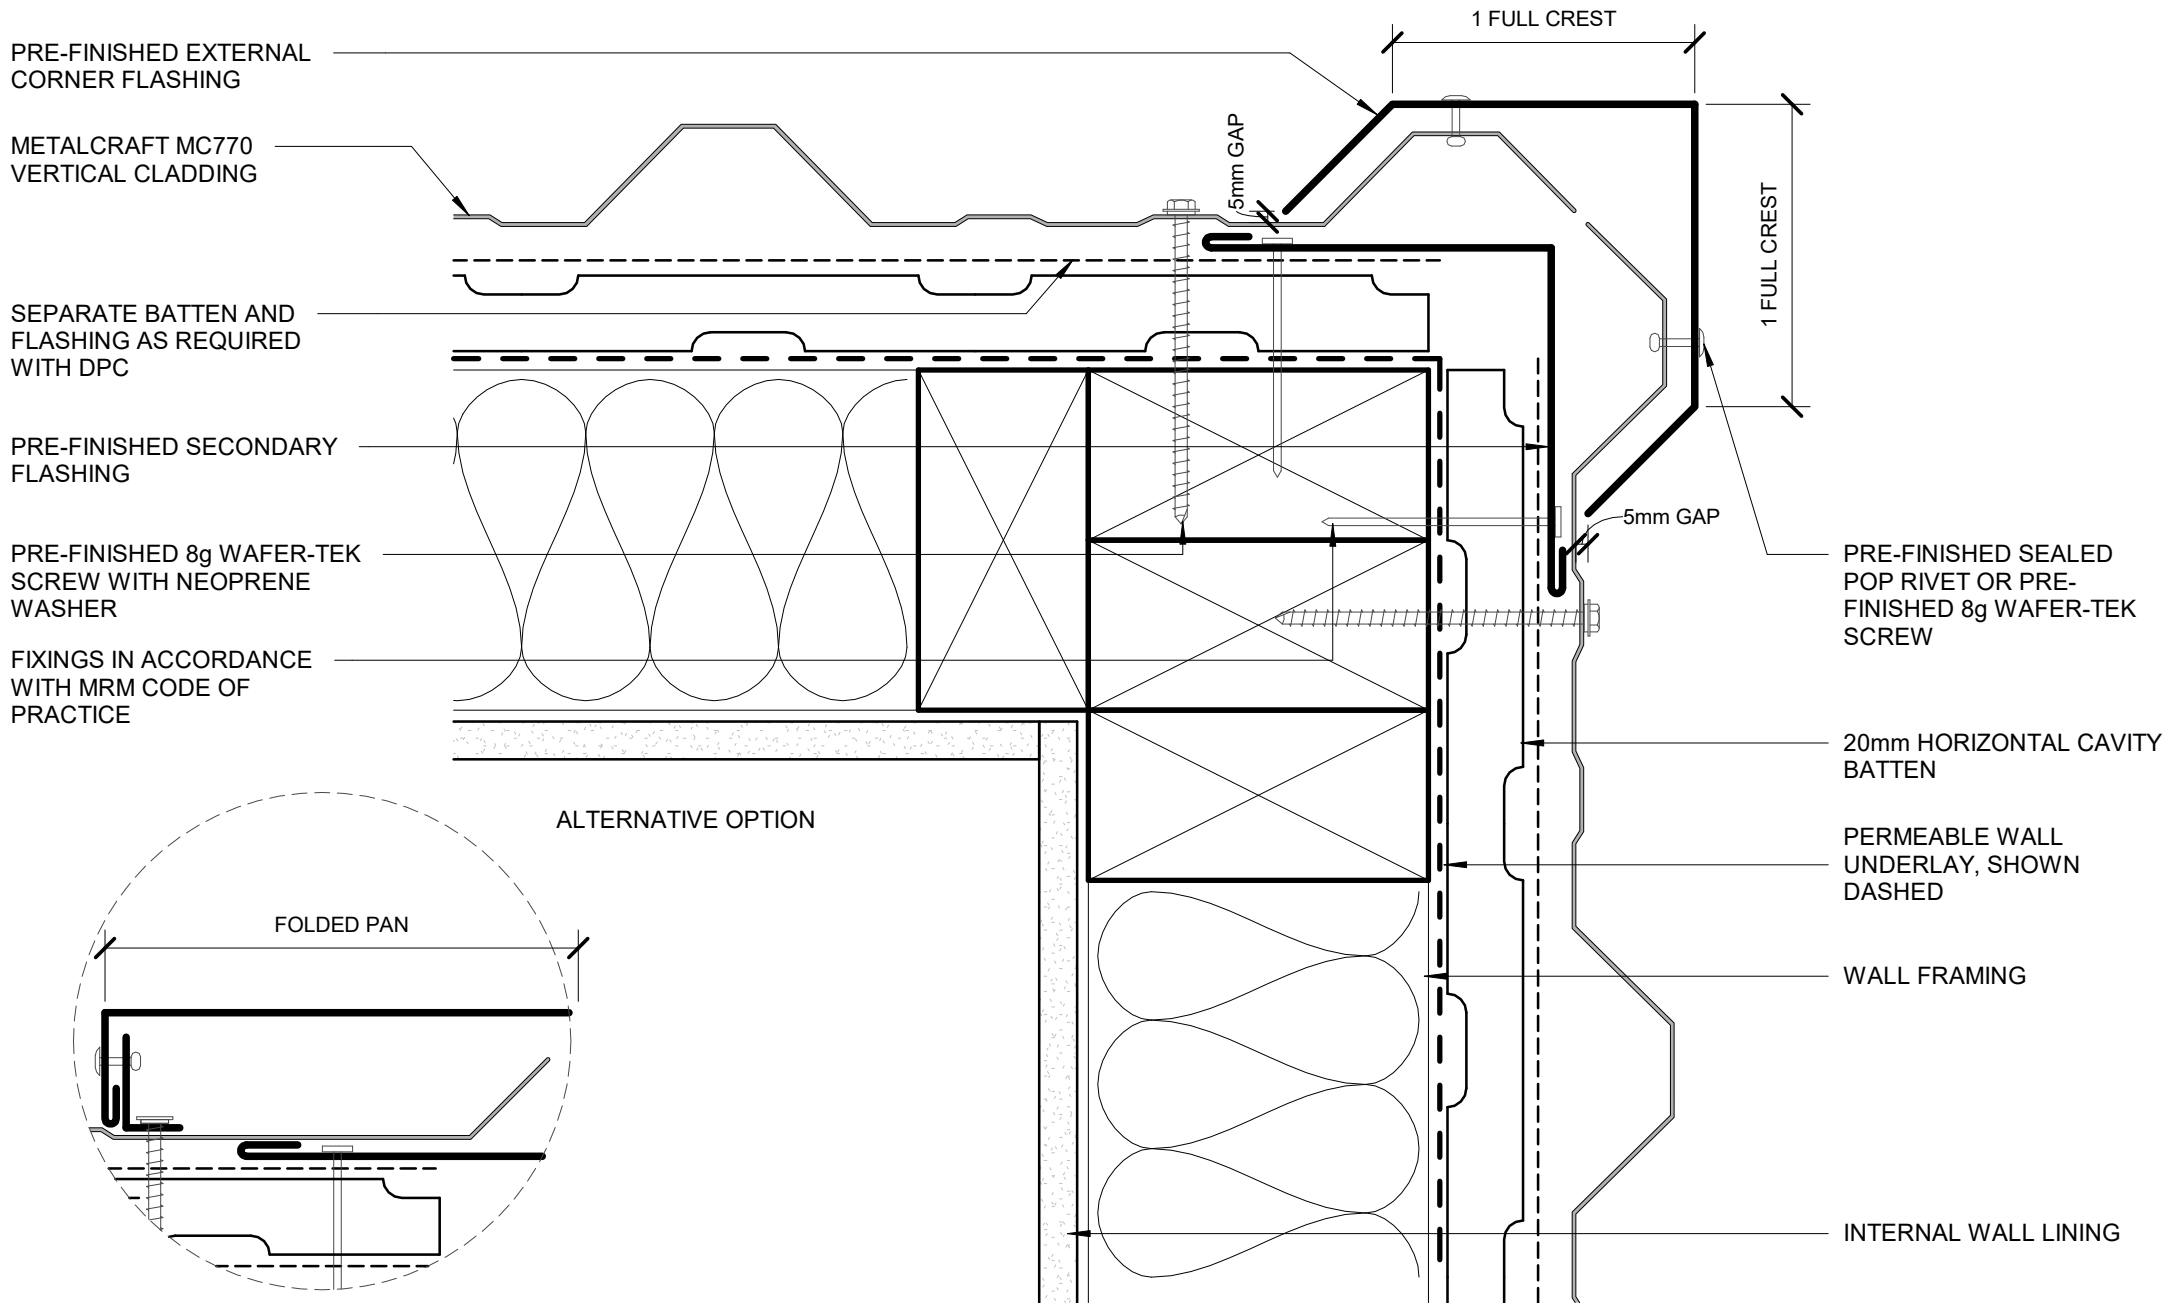 1 FULL CREST
PRE-FINISHED EXTERNAL
CORNER FLASHING
METALCRAFT MC770
VERTICAL CLADDING
5mm GAP
1 FULL CREST
SEPARATE BATTEN AND
FLASHING AS REQUIRED
WITH DPC
PRE-FINISHED SECONDARY
FLASHING
5mm GAP
PRE-FINISHED 8g WAFER-TEK
SCREW WITH NEOPRENE
WASHER
PRE-FINISHED SEALED
POP RIVET OR PRE-
FINISHED 8g WAFER-TEK
SCREW
FIXINGS IN ACCORDANCE
WITH MRM CODE OF
PRACTICE
20mm HORIZONTAL CAVITY
BATTEN
ALTERNATIVE OPTION
PERMEABLE WALL
UNDERLAY, SHOWN
DASHED
FOLDED PAN
WALL FRAMING
INTERNAL WALL LINING